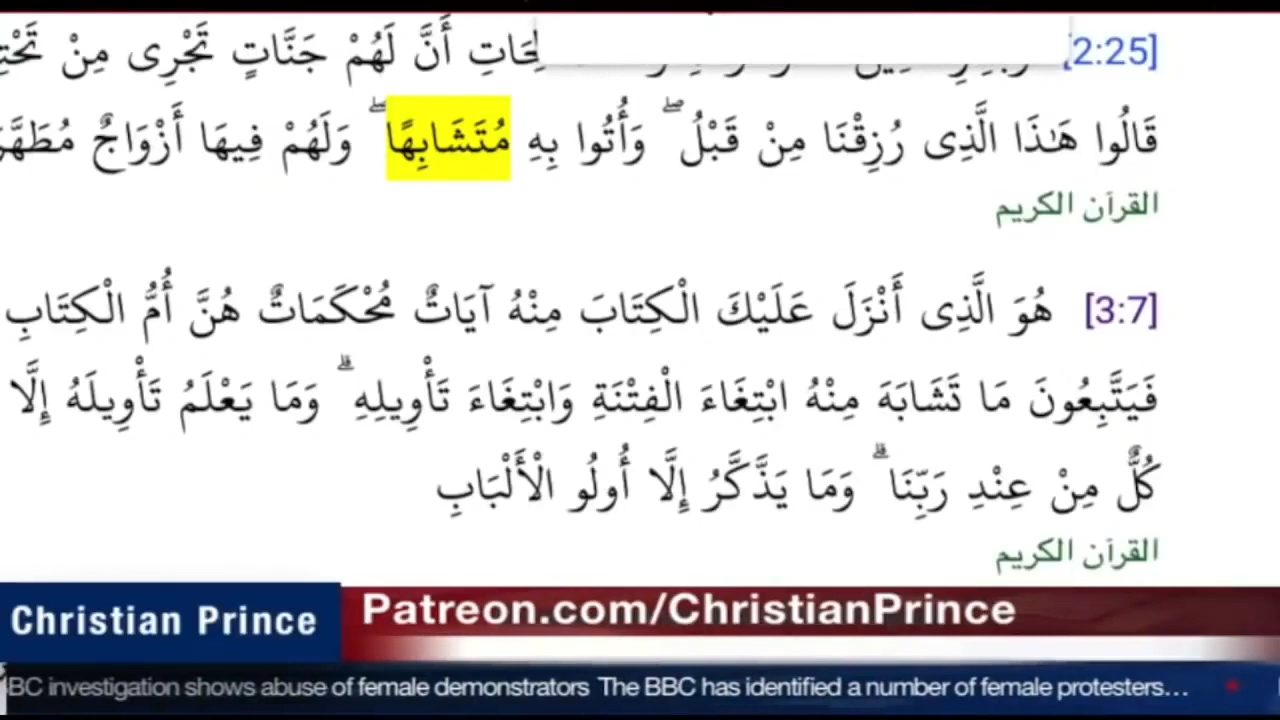 [2:25] لِحَاتِ أَنَّ لَهُمْ جَنَّاتٍ تَجْرِى مِنْ
قَالُوا هَٰذَا الَّذِى رُزِقْنَا مِنْ قَبْلُ ۖ وَأُتُوا بِهِ مُتَشَابِهًا ۖ وَلَهُمْ فِيهَا أَزْوَاجٌ
القرآن الكريم
[3:7] هُوَ الَّذِى أَنْزَلَ عَلَيْكَ الْكِتَابَ مِنْهُ آيَاتٌ مُحْكَمَاتٌ هُنَّ أُمُّ الْكِتَابِ
فَيَتَّبِعُونَ مَا تَشَابَهَ مِنْهُ ابْتِغَاءَ الْفِتْنَةِ وَابْتِغَاءَ تَأْوِيلِهِ ۗ وَمَا يَعْلَمُ تَأْوِيلَهُ إِلَّا
كُلٌّ مِنْ عِنْدِ رَبِّنَا ۗ وَمَا يَذَّكَّرُ إِلَّا أُولُو الْأَلْبَابِ
القرآن الكريم
Christian Prince
Patreon.com/ChristianPrince
BC investigation shows abuse of female demonstrators The BBC has identified a number of female protesters...